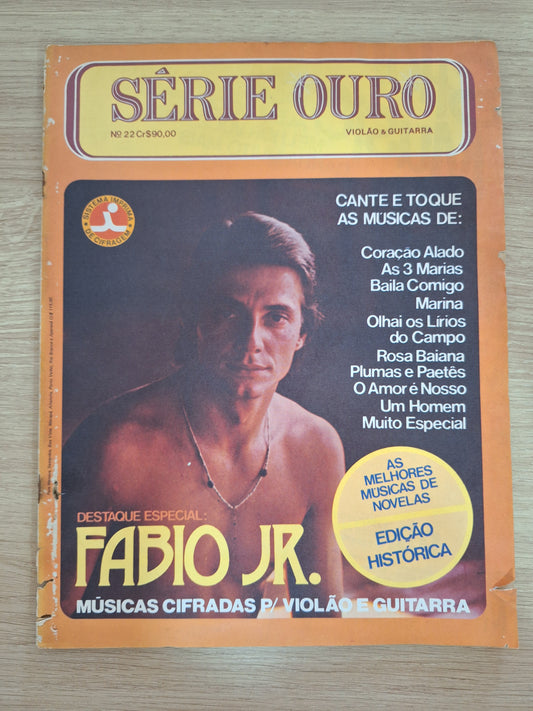 SÉRIE OURO
Nº 22 Cr$90,00
VIOLÃO & GUITARRA
SISTEMA IMPRIMA
DE CIFRAGEM
CANTE E TOQUE
AS MÚSICAS DE:
Coração Alado
As 3 Marias
Baila Comigo
Marina
Olhai os Lírios
do Campo
Rosa Baiana
Plumas e Paetês
O Amor é Nosso
Um Homem
Muito Especial
AS
MELHORES
MÚSICAS DE
NOVELAS
EDIÇÃO
HISTÓRICA
DESTAQUE ESPECIAL:
FABIO JR.
MÚSICAS CIFRADAS P/ VIOLÃO E GUITARRA